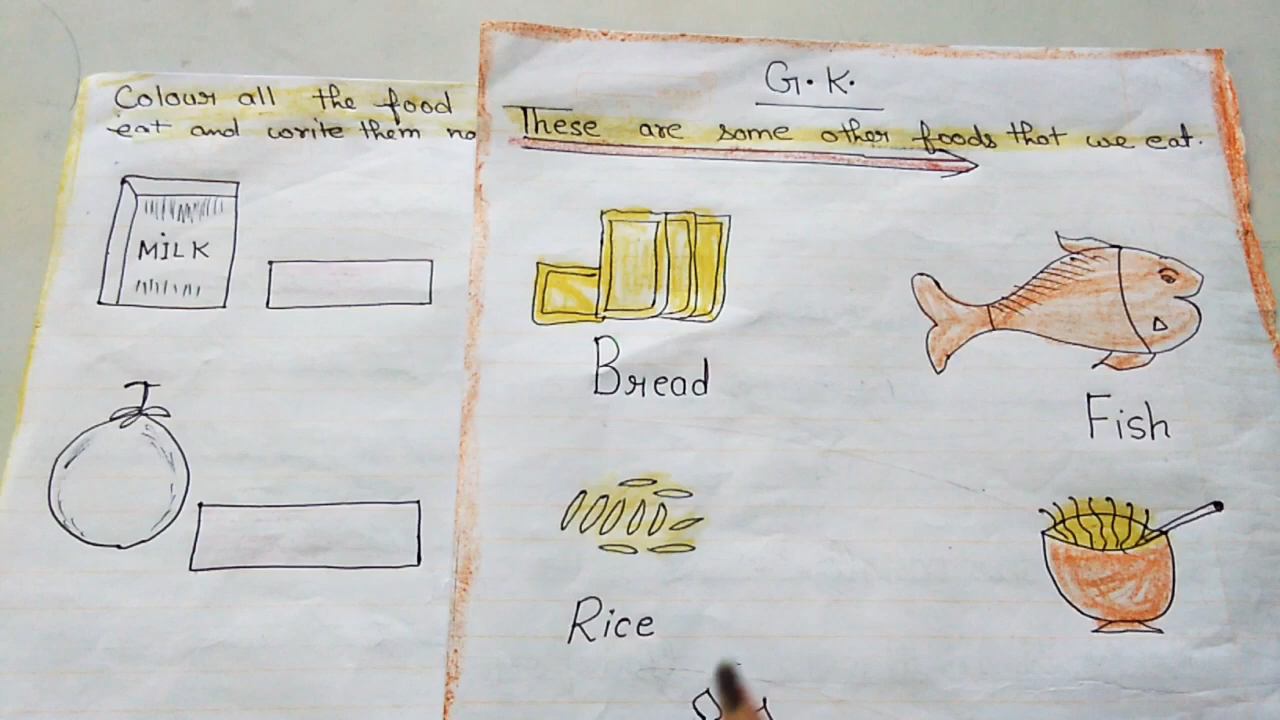 Colour all the food
eat and write them
MILK
G.K.
These are some other foods that we eat.
Bread
Fish
Rice